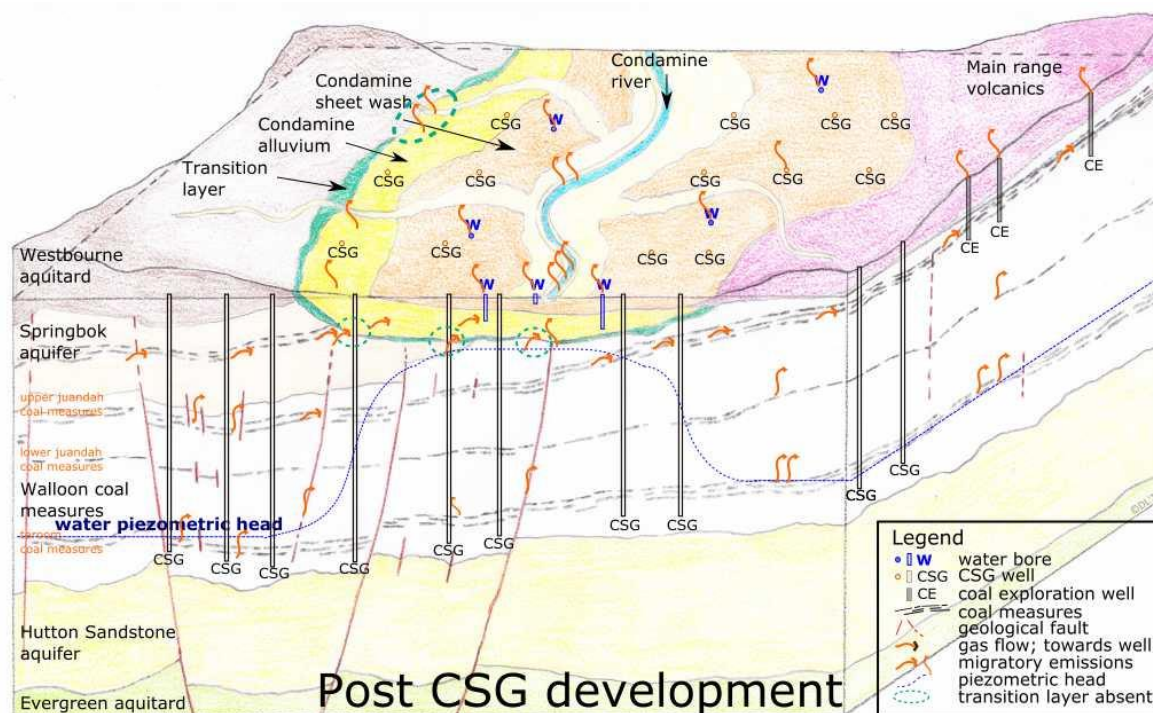 Condamine
river
Main range
volcanics
Condamine
sheet wash
Condamine
alluvium
Transition
layer
W
W
CSG
CSG
CSG
CSG
CSG
CSG
CSG
CSG
CSG
CE
W
W
CSG
CSG
CSG
CSG
CE
Westbourne
aquitard
W
W
W
Springbok
aquifer
upper juandah
coal measures
lower juandah
coal measures
Walloon coal
measures
water piezometric head
taroom
coal measures
CSG
CSG
CSG
CSG
CSG
CSG
CSG
CSG
CSG
CSG
Hutton Sandstone
aquifer
Evergreen aquitard
Post CSG development
Legend
W water bore
CSG CSG well
CE coal exploration well
coal measures
geological fault
gas flow; towards well
migratory emissions
piezometric head
transition layer absent